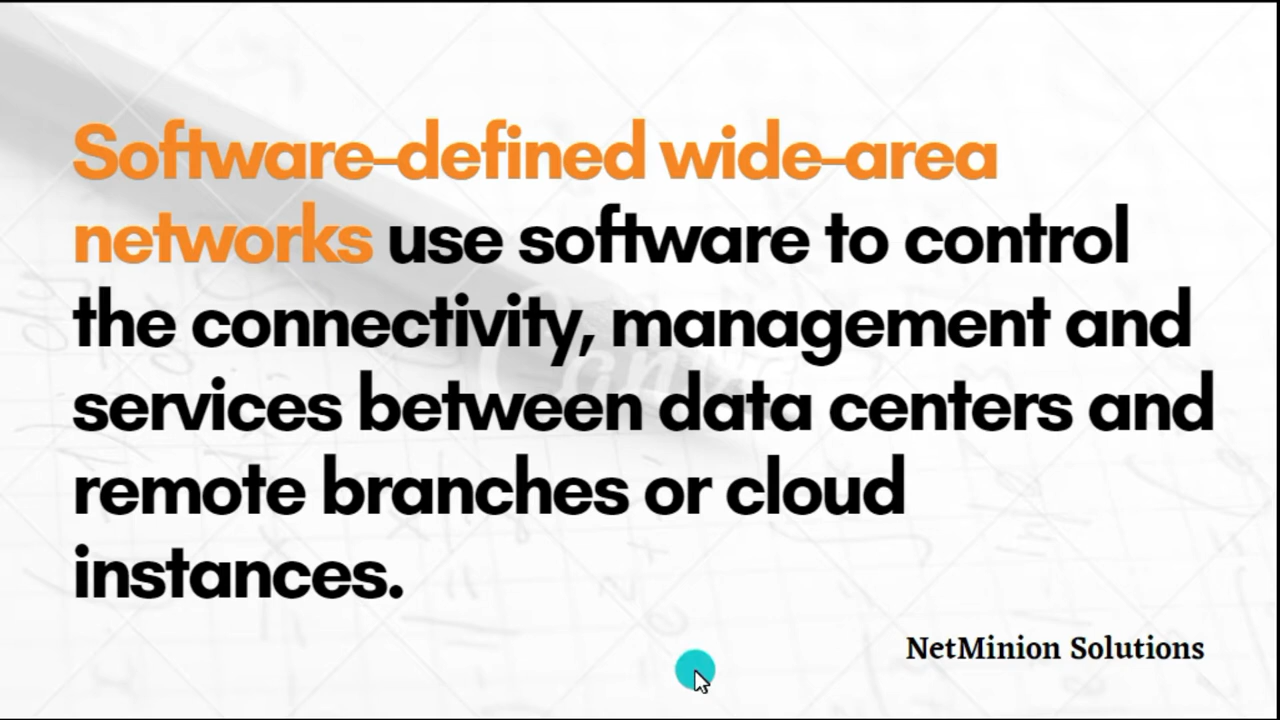 Software-defined wide-area
networks use software to control
the connectivity, management and
services between data centers and
remote branches or cloud
instances.
NetMinion Solutions
Canva